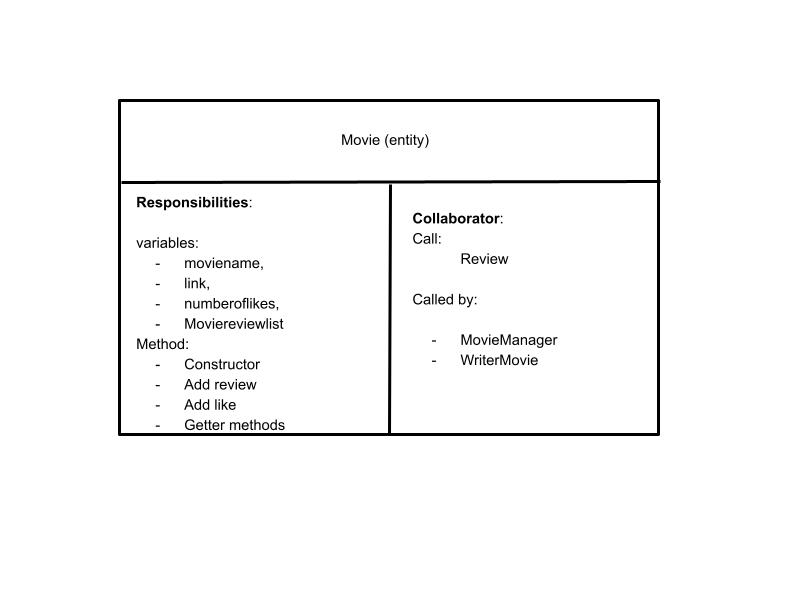 Movie (entity)
Responsibilities:
variables:
- moviename,
- link,
- numberoflikes,
- Moviereviewlist
Method:
- Constructor
- Add review
- Add like
- Getter methods
Collaborator:
Call:
Review
Called by:
- MovieManager
- WriterMovie